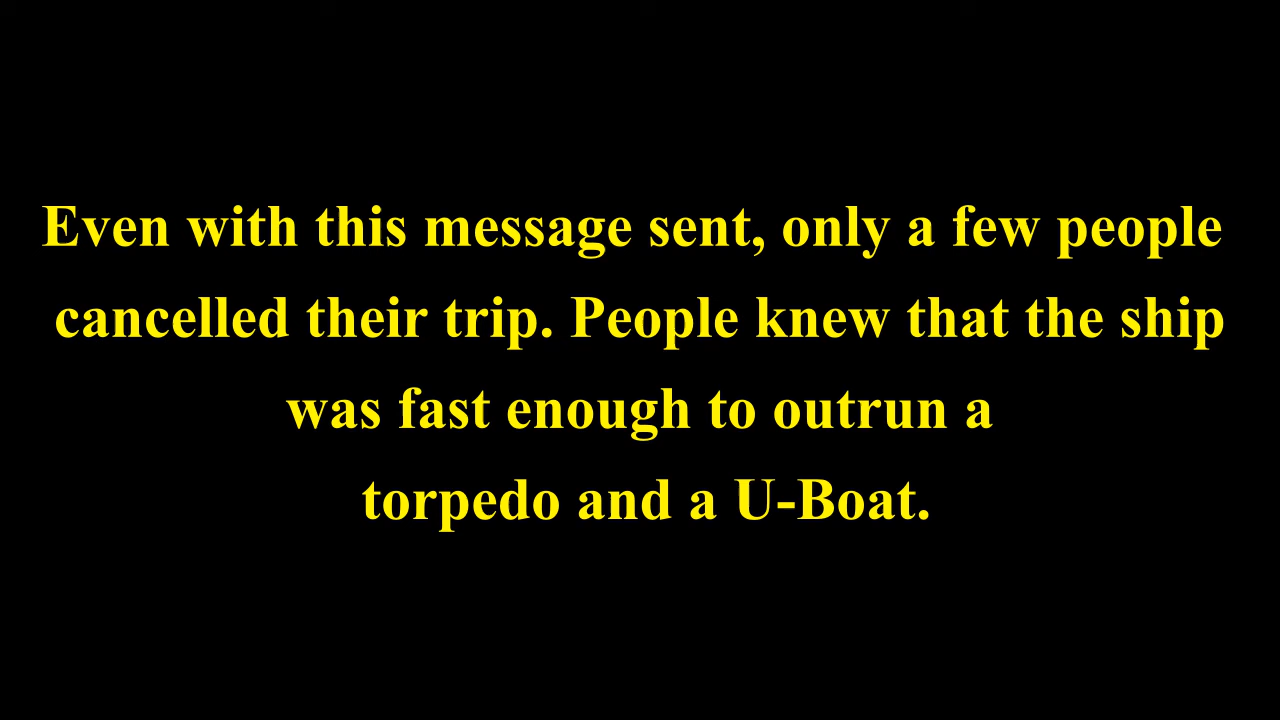 Even with this message sent, only a few people
cancelled their trip. People knew that the ship
was fast enough to outrun a
torpedo and a U-Boat.